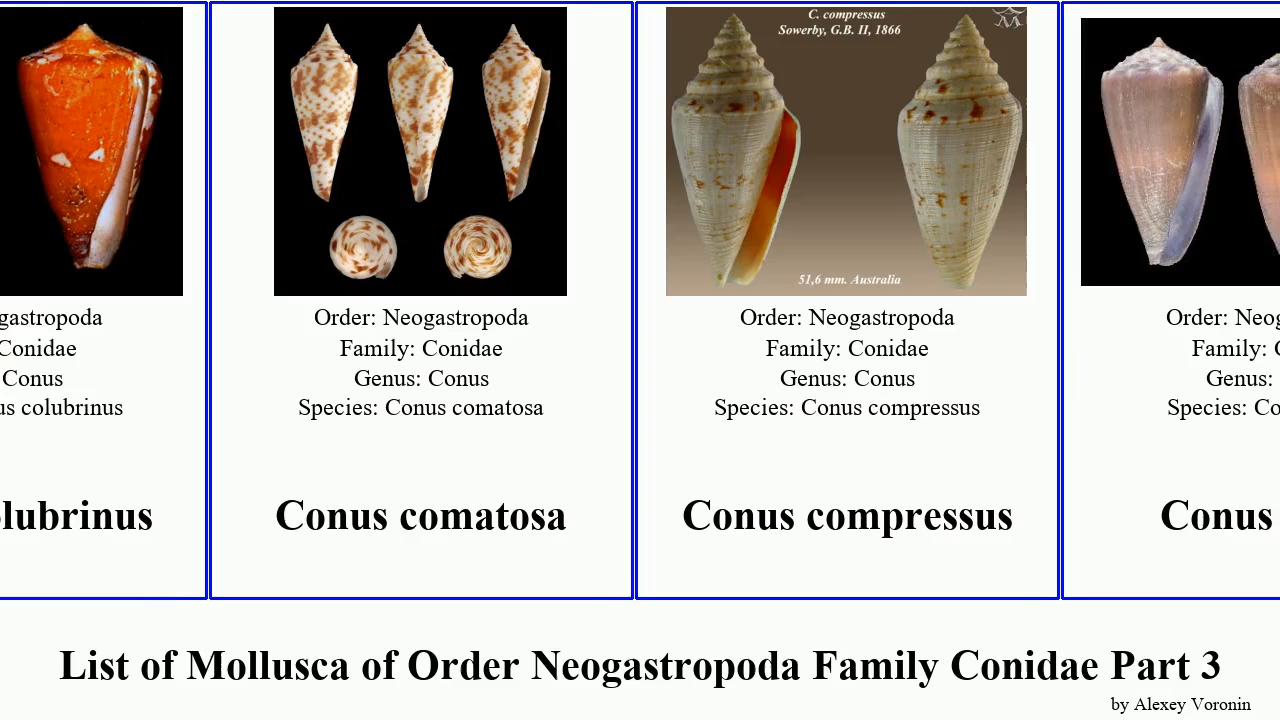 C. compressus
Sowerby, G.B. II, 1866
51,6 mm. Australia
gastropoda
Conidae
Conus
us colubrinus
olubrinus
Order: Neogastropoda
Family: Conidae
Genus: Conus
Species: Conus comatosa
Conus comatosa
Order: Neogastropoda
Family: Conidae
Genus: Conus
Species: Conus compressus
Conus compressus
Order: Neog
Family: C
Genus:
Species: Co
Conus
List of Mollusca of Order Neogastropoda Family Conidae Part 3
by Alexey Voronin